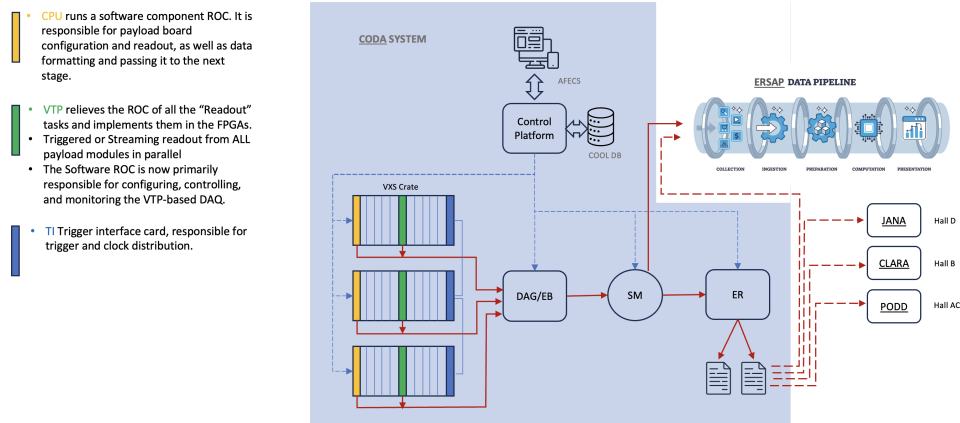 • CPU runs a software component ROC. It is
responsible for payload board
configuration and readout, as well as data
formatting and passing it to the next
stage.
• VTP relieves the ROC of all the “Readout”
tasks and implements them in the FPGAs.
• Triggered or Streaming readout from ALL
payload modules in parallel
• The Software ROC is now primarily
responsible for configuring, controlling,
and monitoring the VTP-based DAQ.
• TI Trigger interface card, responsible for
trigger and clock distribution.
CODA SYSTEM
AFECS
Control
Platform
COOL DB
VXS Crate
DAG/EB
SM
ER
ERSAP DATA PIPELINE
COLLECTION
INGESTION
PREPARATION
COMPUTATION
PRESENTATION
JANA
Hall D
CLARA
Hall B
PODD
Hall AC